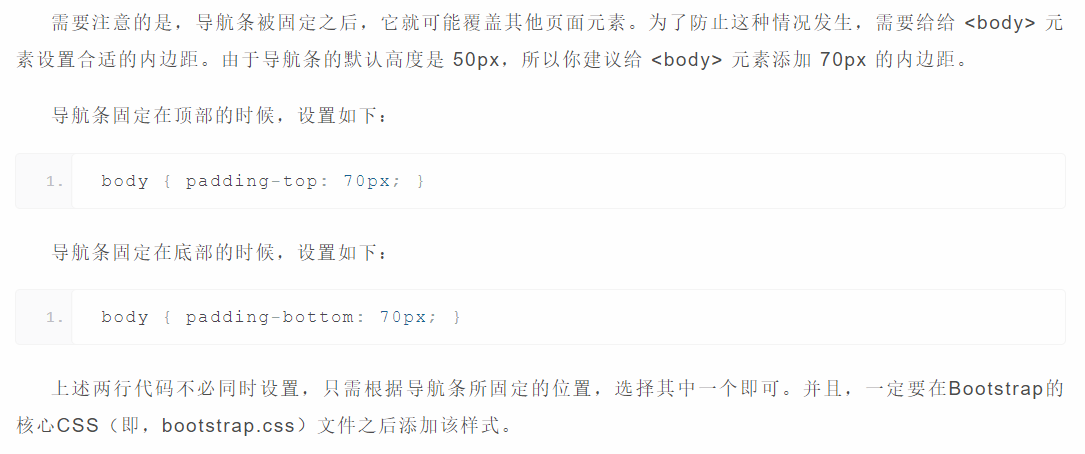 需要注意的是，导航条被固定之后，它就可能覆盖其他页面元素。为了防止这种情况发生，需要给给 <body> 元
素设置合适的内边距。由于导航条的默认高度是 50px，所以你建议给 <body> 元素添加 70px 的内边距。
导航条固定在顶部的时候，设置如下：
1. body { padding-top: 70px; }
导航条固定在底部的时候，设置如下：
1. body { padding-bottom: 70px; }
上述两行代码不必同时设置，只需根据导航条所固定的位置，选择其中一个即可。并且，一定要在Bootstrap的
核心CSS（即，bootstrap.css）文件之后添加该样式。